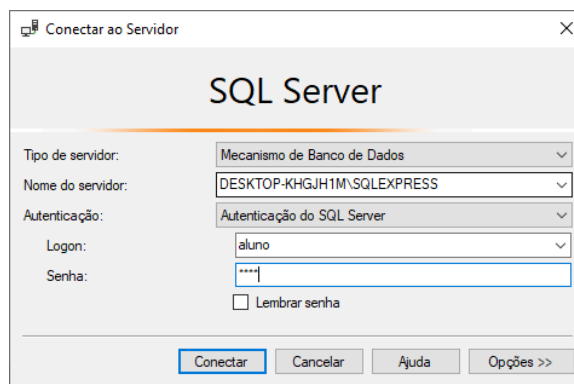 Conectar ao Servidor
SQL Server
Tipo de servidor: Mecanismo de Banco de Dados
Nome do servidor: DESKTOP-KHGJH1M\SQLEXPRESS
Autenticação: Autenticação do SQL Server
Logon: aluno
Senha: ****
Lembrar senha
Conectar Cancelar Ajuda Opções >>